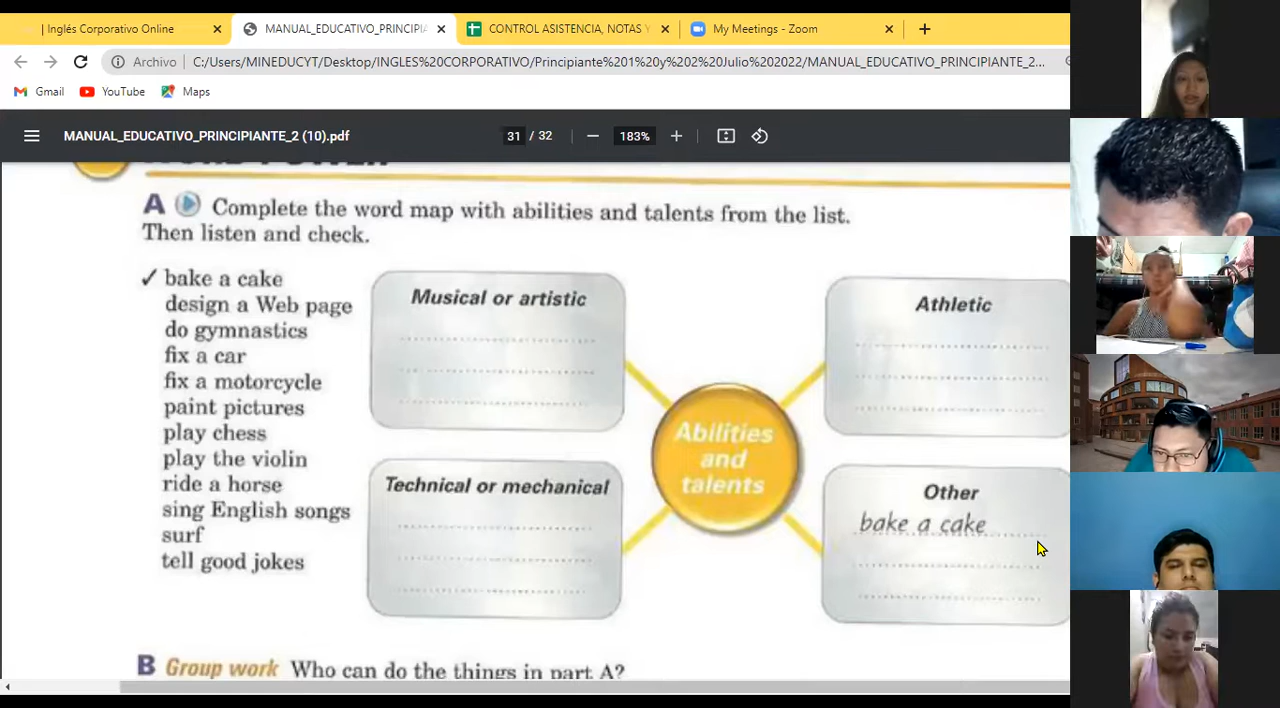 Inglés Corporativo Online
MANUAL_EDUCATIVO_PRINCIPIA
CONTROL ASISTENCIA, NOTAS Y
My Meetings - Zoom
Archivo
C:/Users/MINEDUCYT/Desktop/INGLES%20CORPORATIVO/Principiante%201%20y%202%20Julio%202022/MANUAL_EDUCATIVO_PRINCIPIANTE_2...
Gmail
YouTube
Maps
MANUAL_EDUCATIVO_PRINCIPIANTE_2 (10).pdf
31 / 32
183%
A Complete the word map with abilities and talents from the list.
Then listen and check.
✓ bake a cake
design a Web page
do gymnastics
fix a car
fix a motorcycle
paint pictures
play chess
play the violin
ride a horse
sing English songs
surf
tell good jokes
Musical or artistic
Athletic
Abilities
and
talents
Technical or mechanical
Other
bake a cake
B Group work Who can do the things in part A?